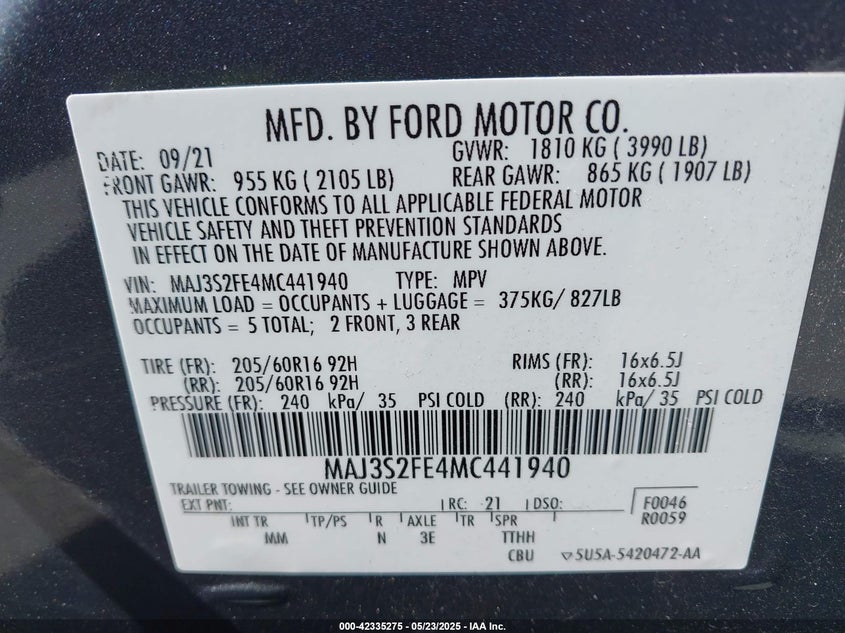 MFD. BY FORD MOTOR CO.
DATE: 09/21 GVWR: 1810 KG ( 3990 LB)
FRONT GAWR: 955 KG ( 2105 LB) REAR GAWR: 865 KG ( 1907 LB)
THIS VEHICLE CONFORMS TO ALL APPLICABLE FEDERAL MOTOR
VEHICLE SAFETY AND THEFT PREVENTION STANDARDS
IN EFFECT ON THE DATE OF MANUFACTURE SHOWN ABOVE.
VIN: MAJ3S2FE4MC441940 TYPE: MPV
MAXIMUM LOAD = OCCUPANTS + LUGGAGE = 375KG/ 827LB
OCCUPANTS = 5 TOTAL; 2 FRONT, 3 REAR
TIRE (FR): 205/60R16 92H RIMS (FR): 16x6.5J
(RR): 205/60R16 92H (RR): 16x6.5J
PRESSURE (FR): 240 kPa/ 35 PSI COLD (RR): 240 kPa/ 35 PSI COLD
MAJ3S2FE4MC441940
TRAILER TOWING - SEE OWNER GUIDE
EXT PNT: RC: 21 DSO: F0046
R0059
INT TR TP/PS R AXLE TR SPR
MM N 3E TTHH
CBU 5U5A-5420472-AA
000-42335275 - 05/23/2025 - IAA Inc.